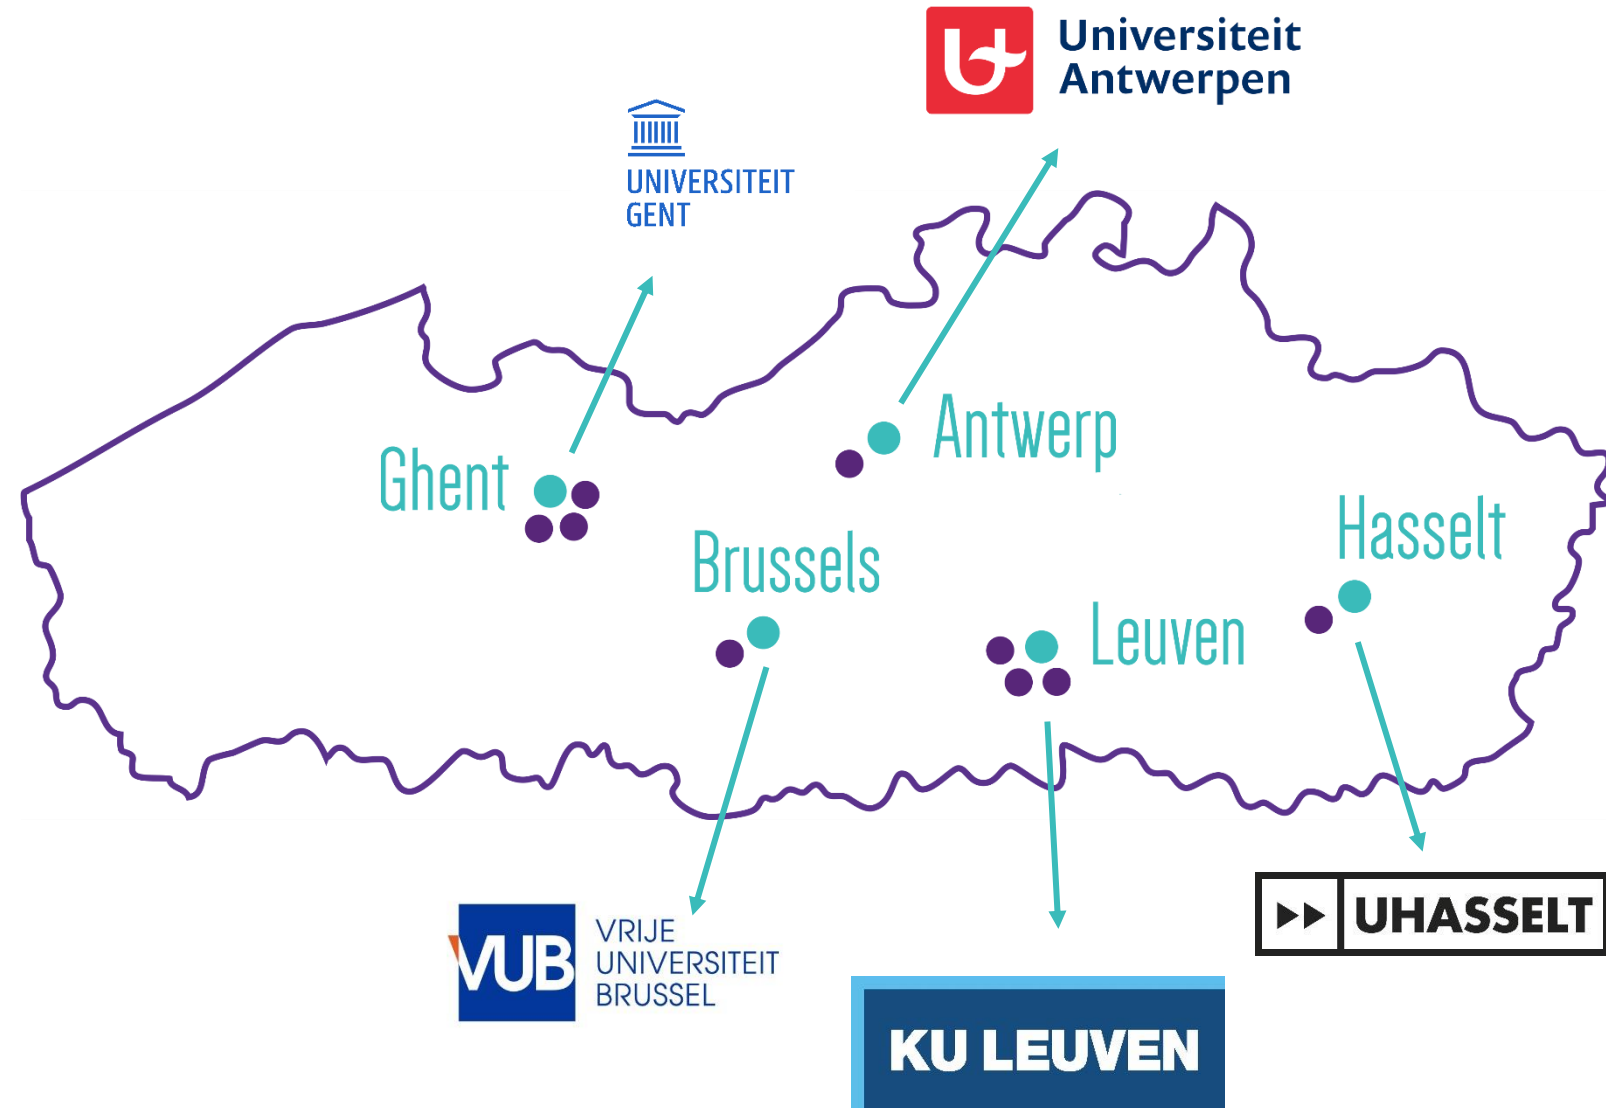 Universiteit
Antwerpen
UNIVERSITEIT
GENT
Antwerp
Ghent
Hasselt
Brussels
Leuven
UHASSELT
VUB
VRIJE
UNIVERSITEIT
BRUSSEL
KU LEUVEN